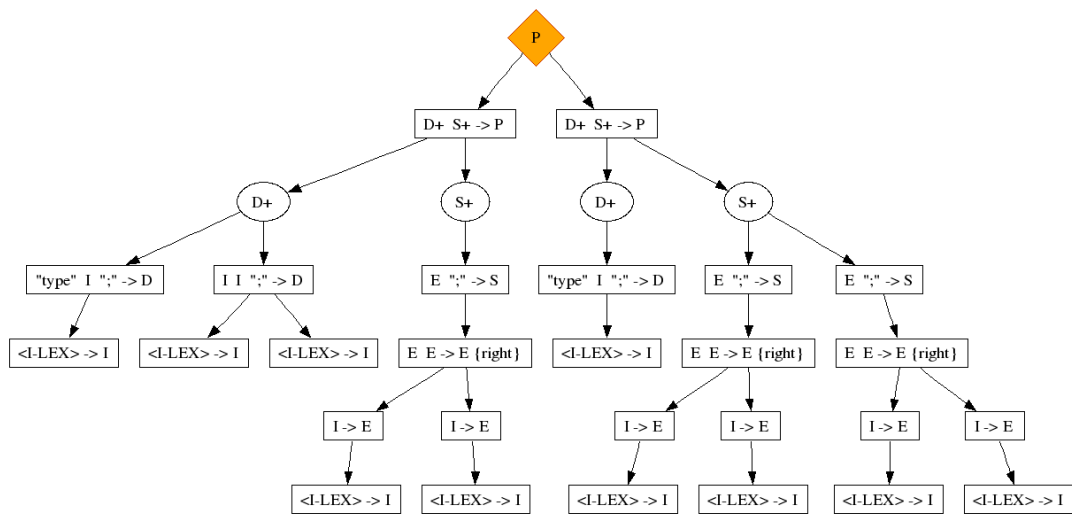 P
D+ S+ -> P
D+ S+ -> P
D+
S+
D+
S+
"type" I ";" -> D
I I ";" -> D
E ";" -> S
"type" I ";" -> D
E ";" -> S
E ";" -> S
<I-LEX> -> I
<I-LEX> -> I
<I-LEX> -> I
E E -> E {right}
<I-LEX> -> I
E E -> E {right}
E E -> E {right}
I -> E
I -> E
I -> E
I -> E
I -> E
I -> E
<I-LEX> -> I
<I-LEX> -> I
<I-LEX> -> I
<I-LEX> -> I
<I-LEX> -> I
<I-LEX> -> I